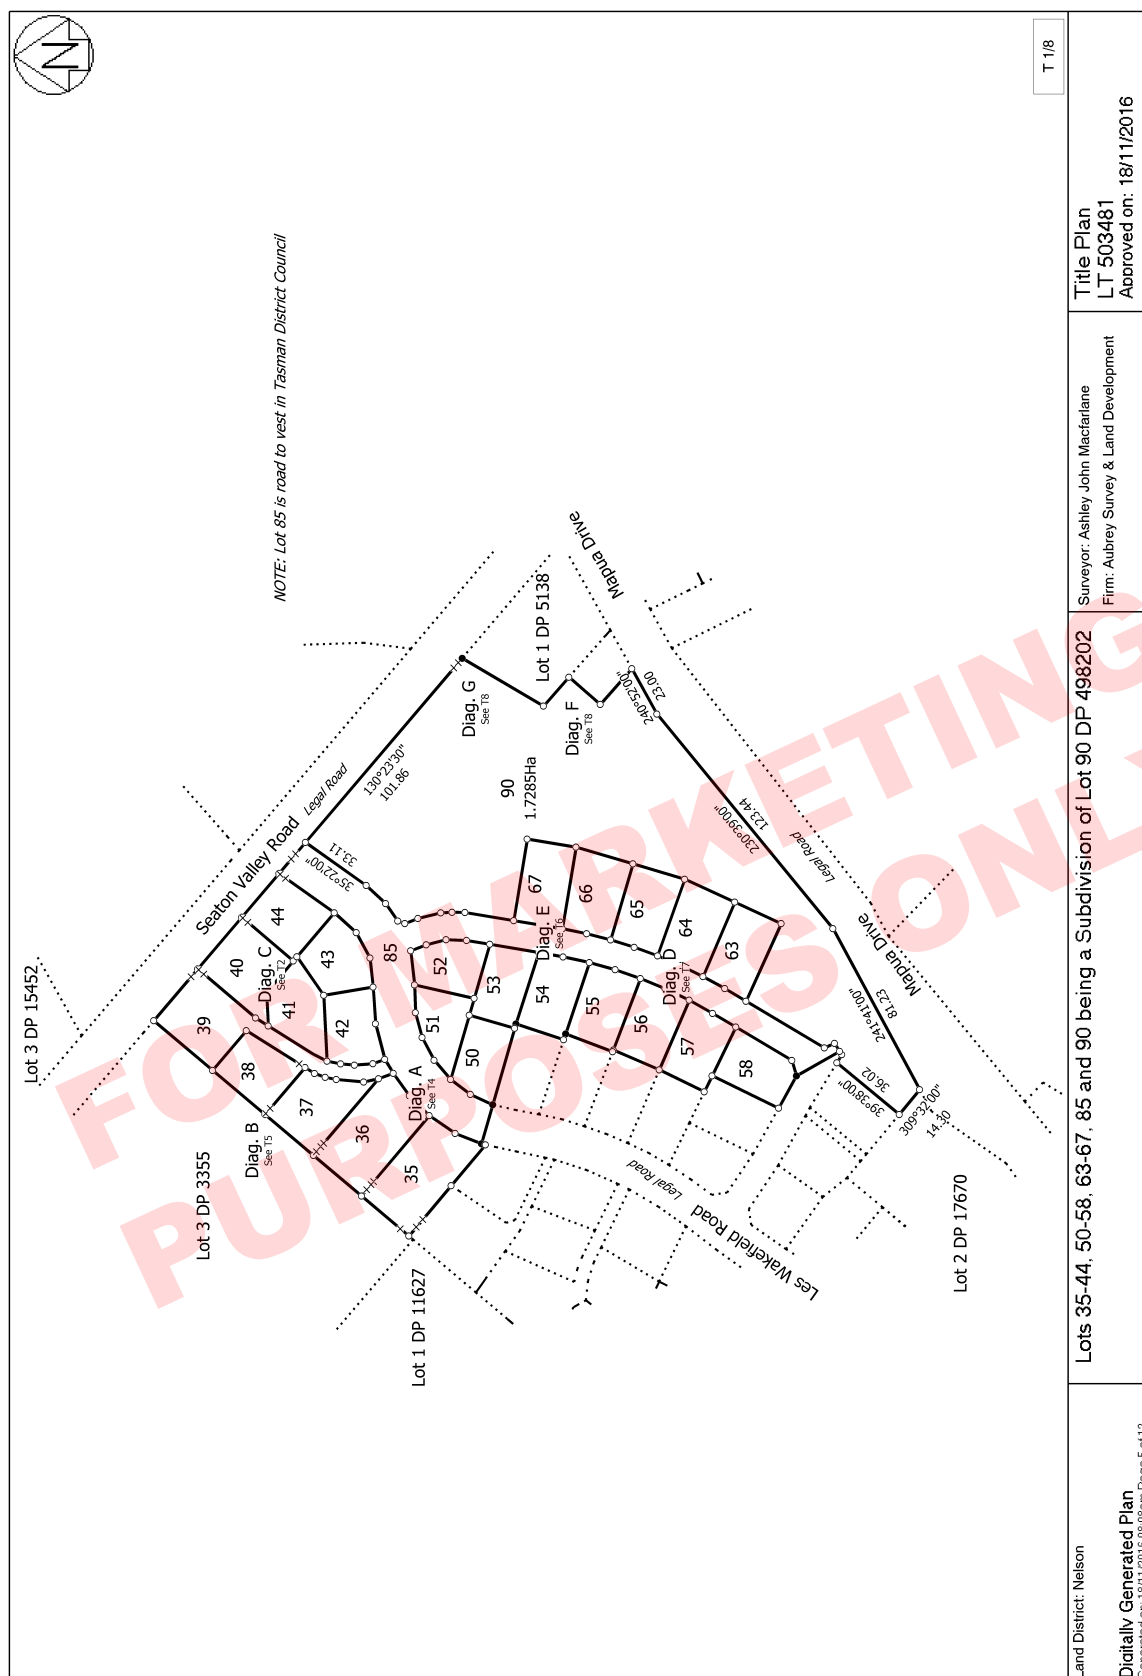 N
T 1/8
NOTE: Lot 85 is road to vest in Tasman District Council
Lot 3 DP 15452
Lot 3 DP 3355
Lot 1 DP 11627
Lot 1 DP 5138
Lot 2 DP 17670
Seaton Valley Road
Legal Road
130°23'30"
101.86
35°22'00"
33.11
Mapua Drive
240°52'00"
23.00
230°39'00"
123.44
Legal Road
Mapua Drive
241°41'00"
81.23
39°38'00"
36.02
309°32'00"
14.30
Legal Road
Les Wakefield Road
Diag. A
See T4
Diag. B
See T5
Diag. C
See T2
Diag. D
See T7
Diag. E
See T6
Diag. F
See T8
Diag. G
See T8
90
1.7285Ha
35
36
37
38
39
40
41
42
43
44
85
50
51
52
53
54
55
56
57
58
63
64
65
66
67
FOR MARKETING
PURPOSES ONLY
Land District: Nelson
Digitally Generated Plan
Lots 35-44, 50-58, 63-67, 85 and 90 being a Subdivision of Lot 90 DP 498202
Surveyor: Ashley John Macfarlane
Firm: Aubrey Survey & Land Development
Title Plan
LT 503481
Approved on: 18/11/2016